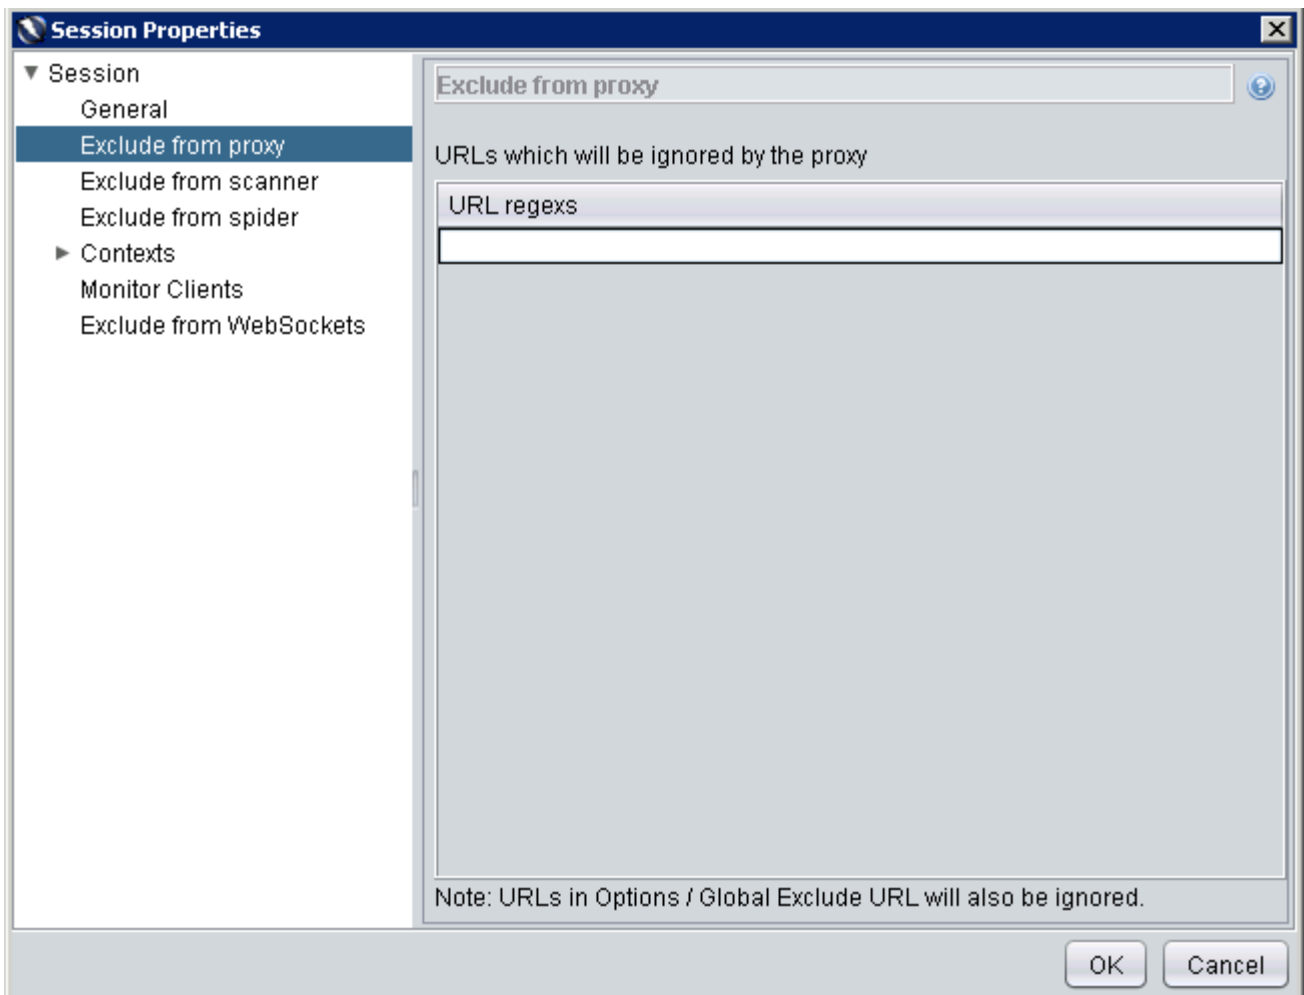 Session Properties
Session
General
Exclude from proxy
Exclude from scanner
Exclude from spider
Contexts
Monitor Clients
Exclude from WebSockets
Exclude from proxy
URLs which will be ignored by the proxy
URL regexs
Note: URLs in Options / Global Exclude URL will also be ignored.
OK
Cancel